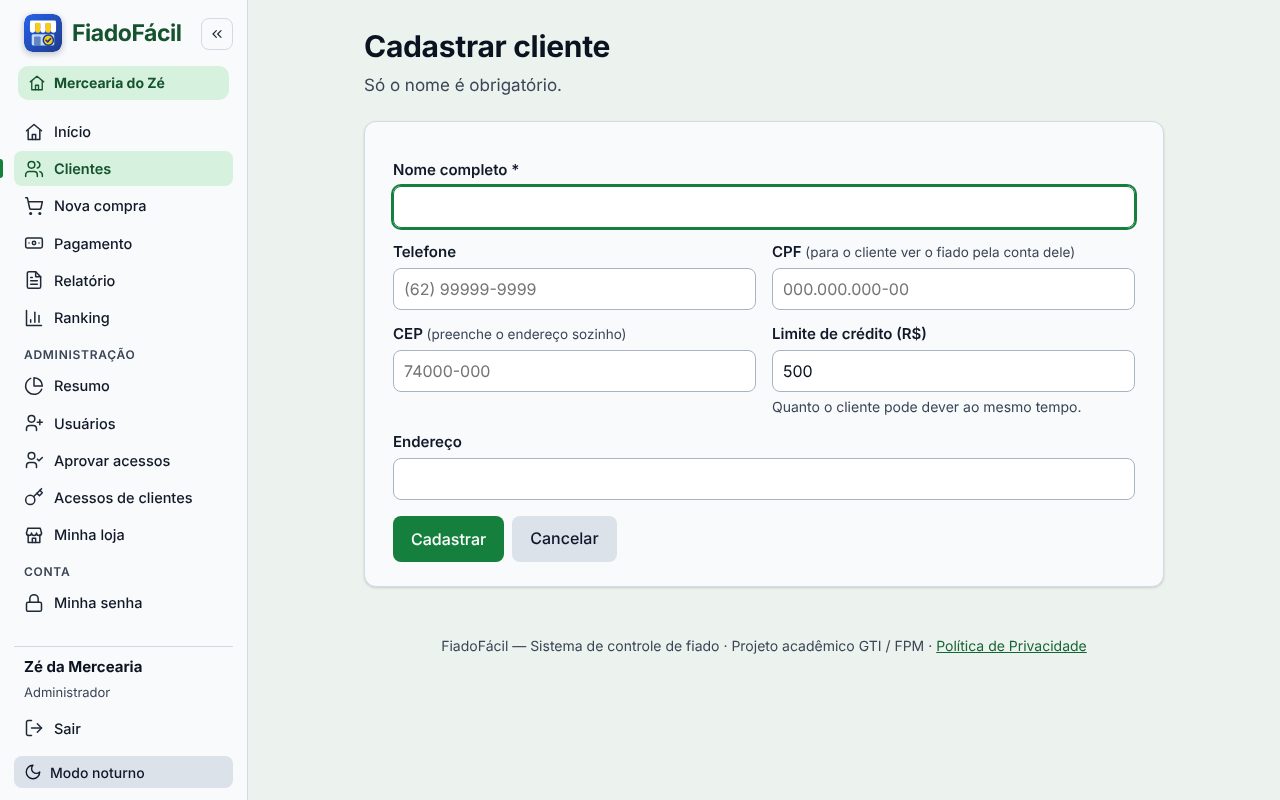 FiadoFácil
«
Mercearia do Zé
Início
Clientes
Nova compra
Pagamento
Relatório
Ranking
ADMINISTRAÇÃO
Resumo
Usuários
Aprovar acessos
Acessos de clientes
Minha loja
CONTA
Minha senha
Zé da Mercearia
Administrador
Sair
Modo noturno
Cadastrar cliente
Só o nome é obrigatório.
Nome completo *
Telefone
(62) 99999-9999
CPF (para o cliente ver o fiado pela conta dele)
000.000.000-00
CEP (preenche o endereço sozinho)
74000-000
Limite de crédito (R$)
500
Quanto o cliente pode dever ao mesmo tempo.
Endereço
Cadastrar
Cancelar
FiadoFácil — Sistema de controle de fiado · Projeto acadêmico GTI / FPM · Política de Privacidade